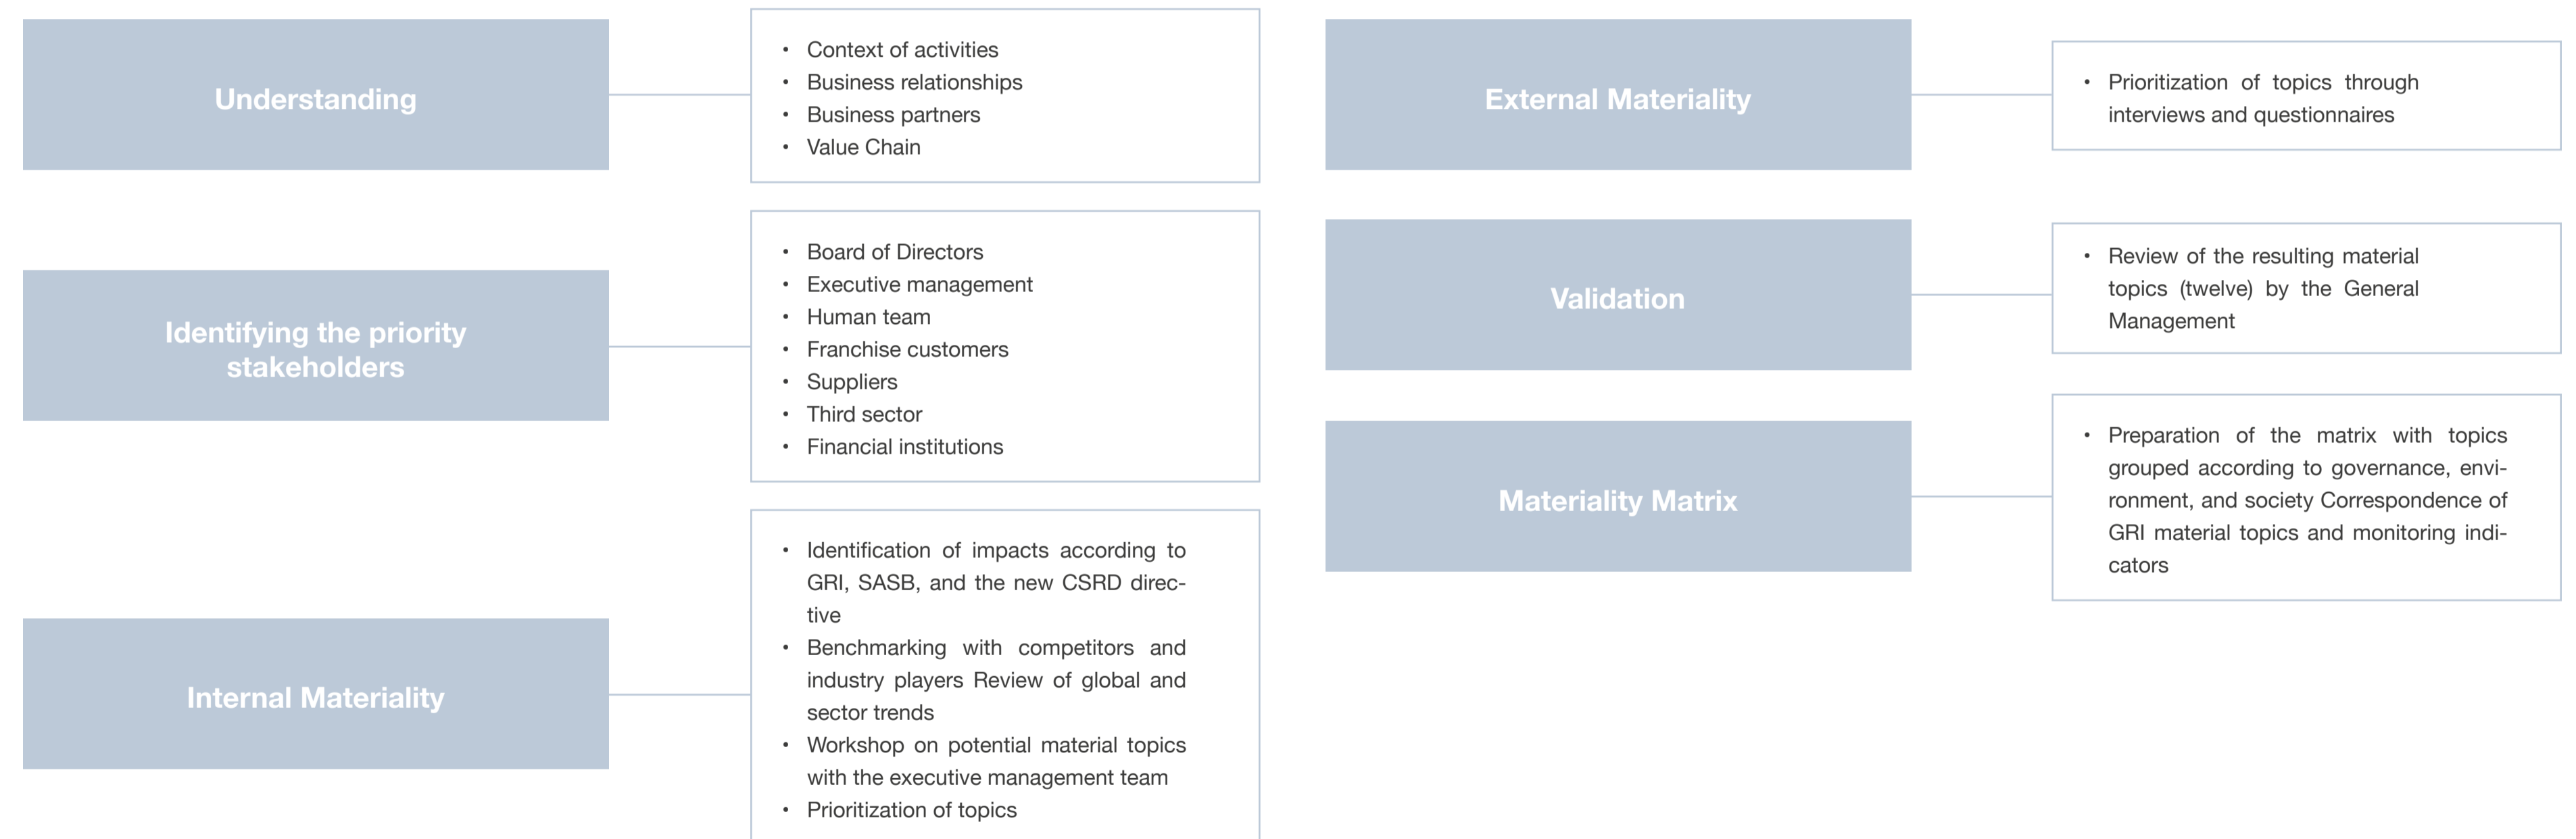 Understanding
• Context of activities
• Business relationships
• Business partners
• Value Chain
Identifying the priority
stakeholders
• Board of Directors
• Executive management
• Human team
• Franchise customers
• Suppliers
• Third sector
• Financial institutions
Internal Materiality
• Identification of impacts according to
GRI, SASB, and the new CSRD direc-
tive
• Benchmarking with competitors and
industry players Review of global and
sector trends
• Workshop on potential material topics
with the executive management team
• Prioritization of topics
External Materiality
• Prioritization of topics through
interviews and questionnaires
Validation
• Review of the resulting material
topics (twelve) by the General
Management
Materiality Matrix
• Preparation of the matrix with topics
grouped according to governance, envi-
ronment, and society Correspondence of
GRI material topics and monitoring indi-
cators